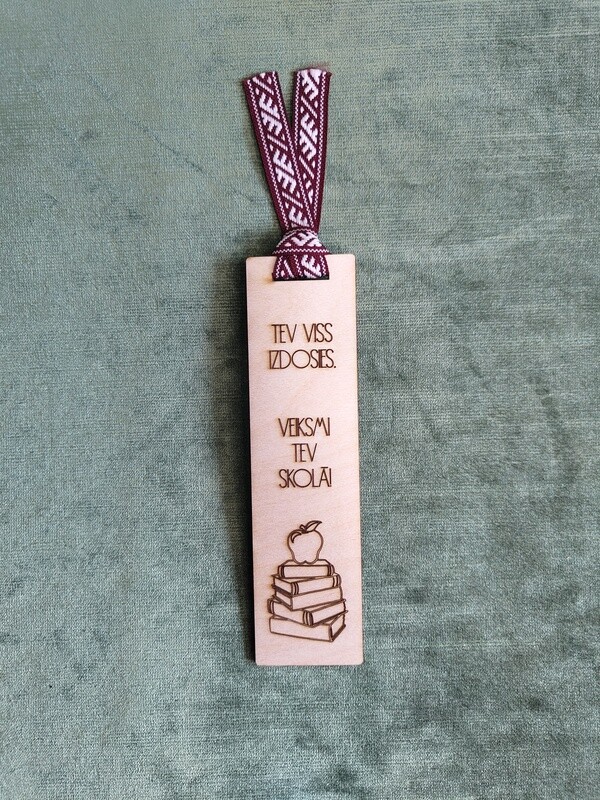 TEV VISS
IZDOSIES.
VEIKSMI
TEV
SKOLĀ!